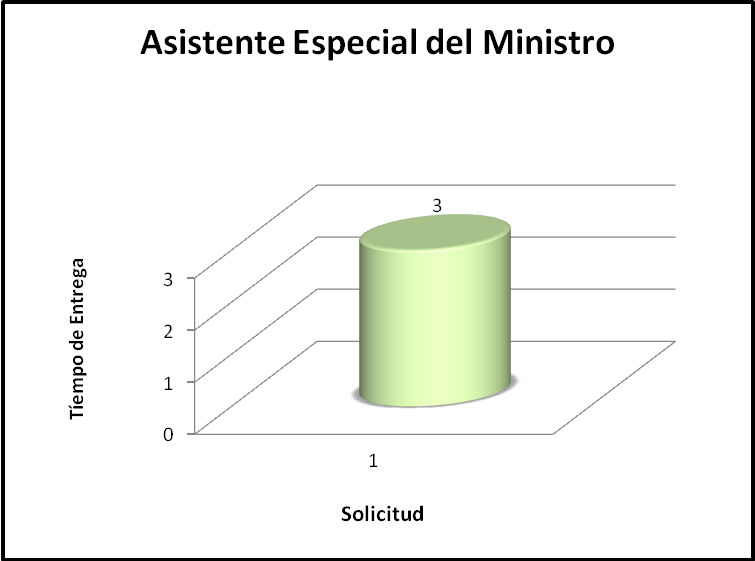 Asistente Especial del Ministro
3
Tiempo de Entrega
3
2
1
0
1
Solicitud